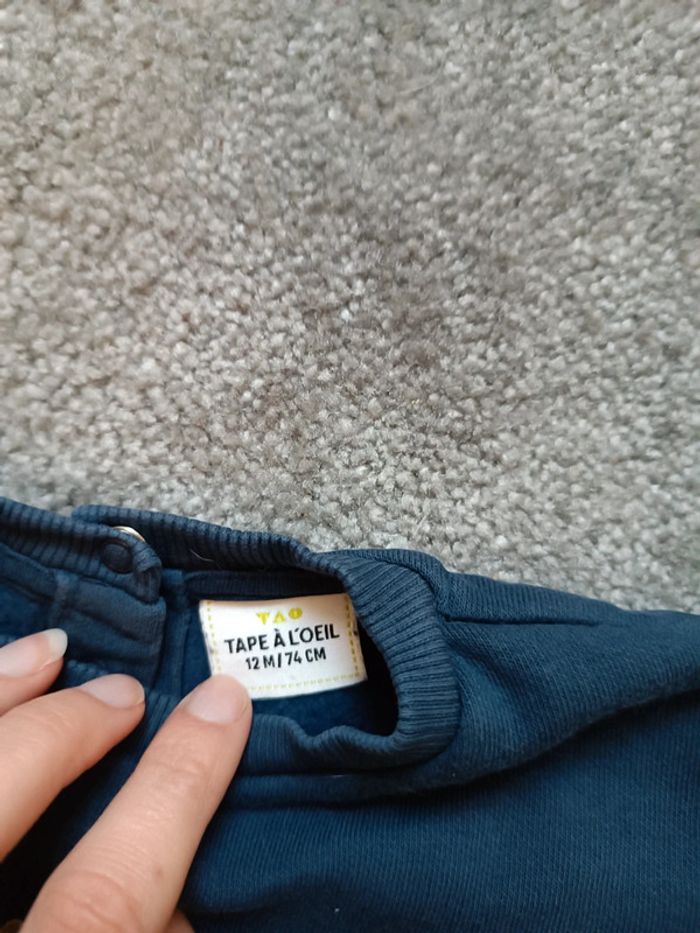 TAO
TAPE À L'OEIL
12 M / 74 CM